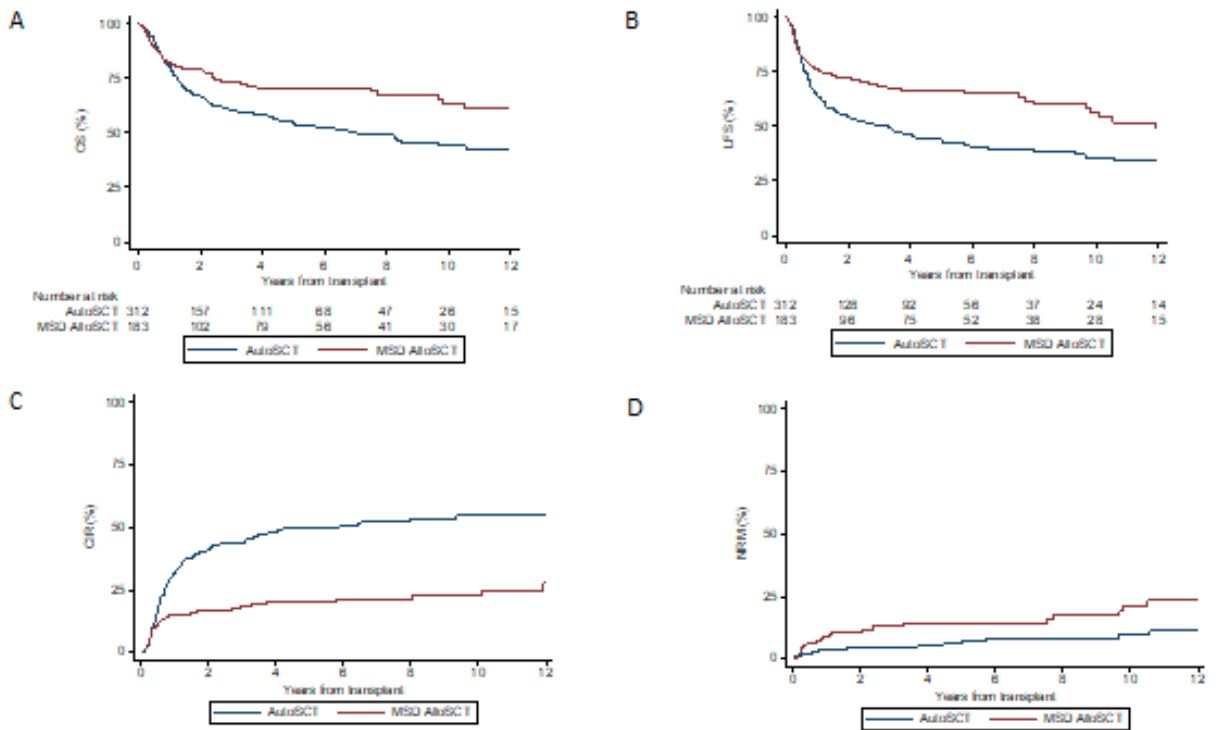 A
100
75
50
25
0
OS (%)
0 2 4 6 8 10 12
Years from transplant
Number at risk
AutoSCT 312 157 111 68 47 26 15
MSD AlloSCT 183 102 79 56 41 30 17
AutoSCT MSD AlloSCT
B
100
75
50
25
0
LFS (%)
0 2 4 6 8 10 12
Years from transplant
Number at risk
AutoSCT 312 128 92 56 37 24 14
MSD AlloSCT 183 96 75 52 38 28 15
AutoSCT MSD AlloSCT
C
100
75
50
25
0
CIR (%)
0 2 4 6 8 10 12
Years from transplant
AutoSCT MSD AlloSCT
D
100
75
50
25
0
NRM (%)
0 2 4 6 8 10 12
Years from transplant
AutoSCT MSD AlloSCT